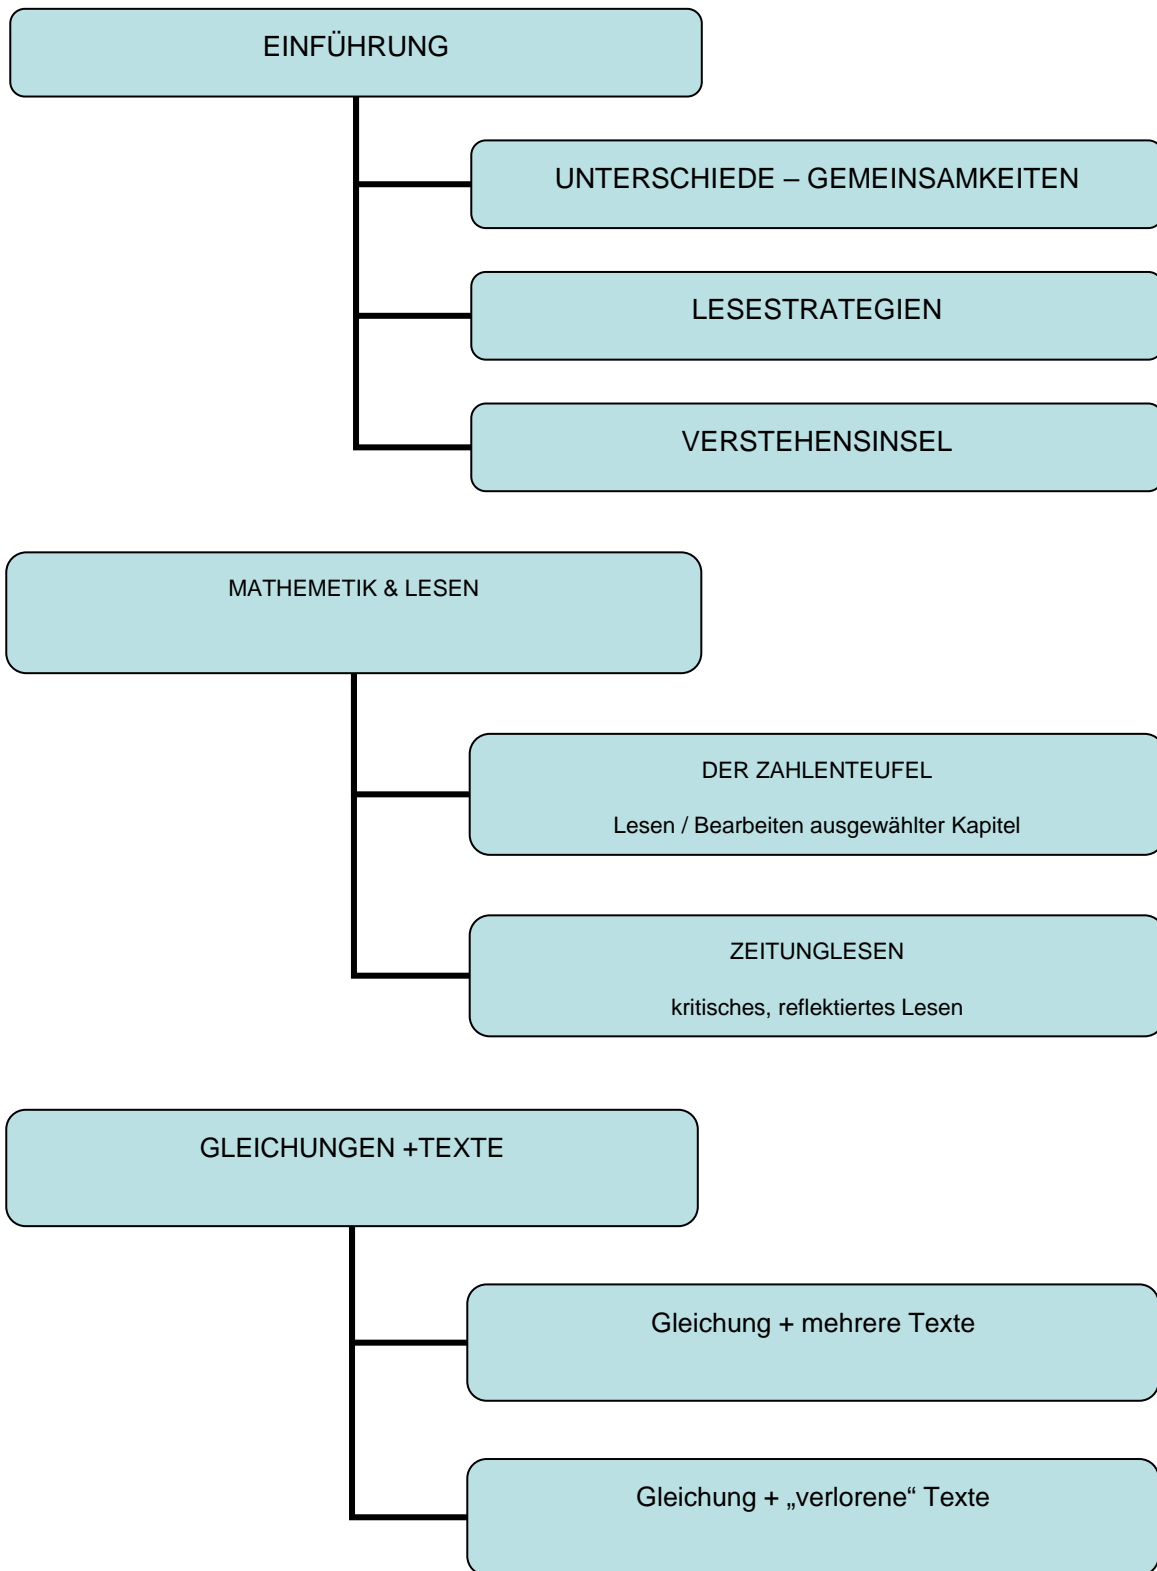 EINFÜHRUNG
UNTERSCHIEDE – GEMEINSAMKEITEN
LESESTRATEGIEN
VERSTEHENSINSEL
MATHEMETIK & LESEN
DER ZAHLENTEUFEL
Lesen / Bearbeiten ausgewählter Kapitel
ZEITUNGLESEN
kritisches, reflektiertes Lesen
GLEICHUNGEN +TEXTE
Gleichung + mehrere Texte
Gleichung + „verlorene“ Texte